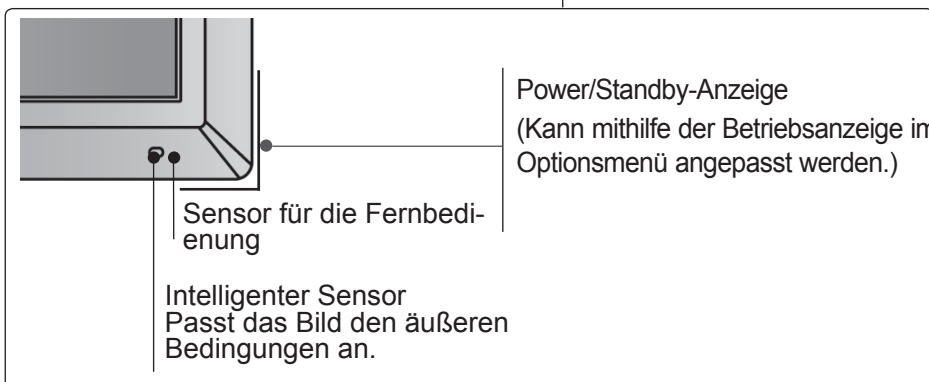 Power/Standby-Anzeige
(Kann mithilfe der Betriebsanzeige im
Optionsmenü angepasst werden.)
Sensor für die Fernbedi-
enung
Intelligenter Sensor
Passt das Bild den äußeren
Bedingungen an.